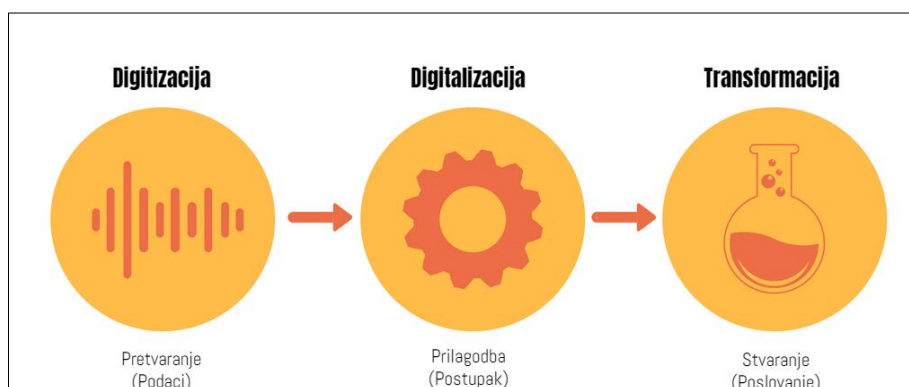 Digitizacija
Digitalizacija
Transformacija
Pretvaranje
(Podaci)
Prilagodba
(Postupak)
Stvaranje
(Poslovanje)